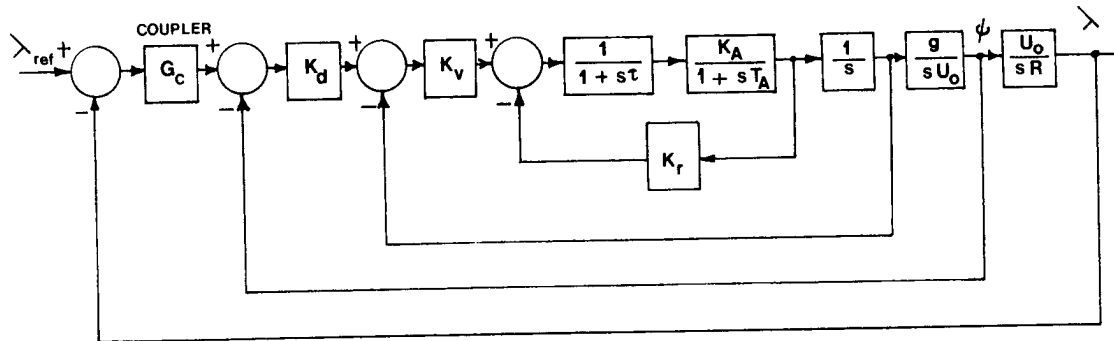 COUPLER
λref + − Gc + − Kd + − Kv + − 1 / 1 + sτ KA / 1 + sTA 1 / s g / sUo ψ Uo / sR λ
Kr